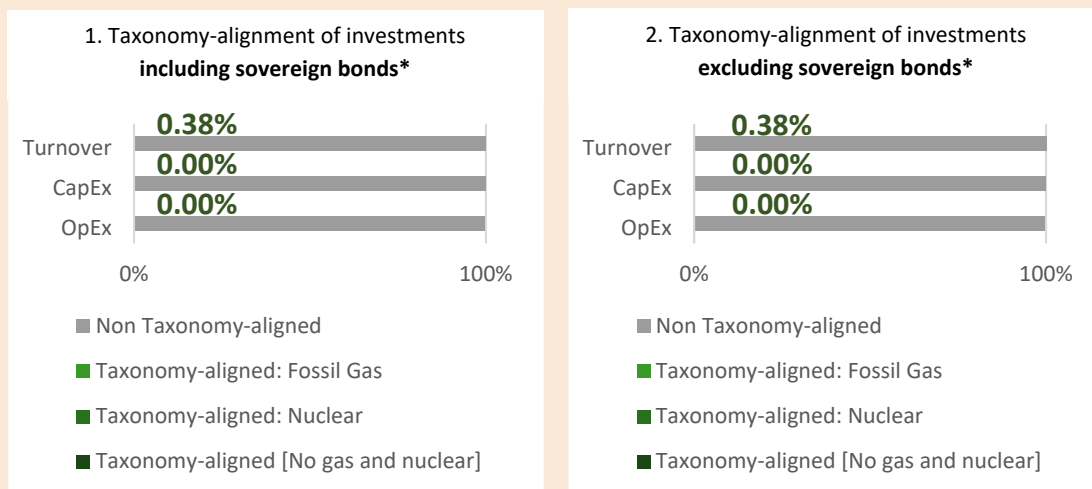 1. Taxonomy-alignment of investments
including sovereign bonds*
0.38%
Turnover
0.00%
CapEx
0.00%
OpEx
0%
100%
Non Taxonomy-aligned
Taxonomy-aligned: Fossil Gas
Taxonomy-aligned: Nuclear
Taxonomy-aligned [No gas and nuclear]
2. Taxonomy-alignment of investments
excluding sovereign bonds*
0.38%
Turnover
0.00%
CapEx
0.00%
OpEx
0%
100%
Non Taxonomy-aligned
Taxonomy-aligned: Fossil Gas
Taxonomy-aligned: Nuclear
Taxonomy-aligned [No gas and nuclear]